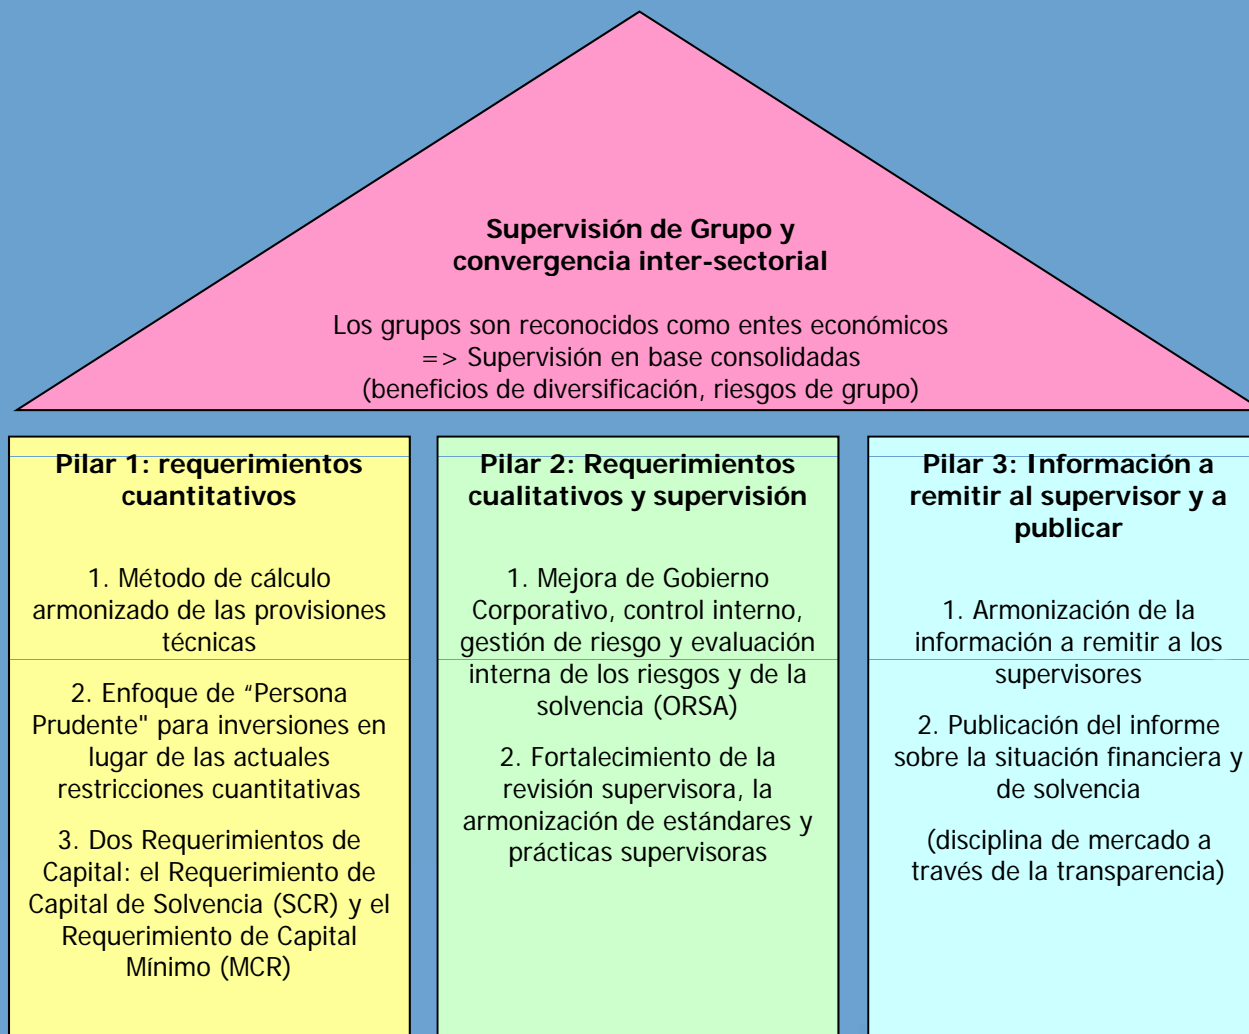 Supervisión de Grupo y
convergencia inter-sectorial
Los grupos son reconocidos como entes económicos
=> Supervisión en base consolidadas
(beneficios de diversificación, riesgos de grupo)
Pilar 1: requerimientos
cuantitativos
1. Método de cálculo
armonizado de las provisiones
técnicas
2. Enfoque de “Persona
Prudente" para inversiones en
lugar de las actuales
restricciones cuantitativas
3. Dos Requerimientos de
Capital: el Requerimiento de
Capital de Solvencia (SCR) y el
Requerimiento de Capital
Mínimo (MCR)
Pilar 2: Requerimientos
cualitativos y supervisión
1. Mejora de Gobierno
Corporativo, control interno,
gestión de riesgo y evaluación
interna de los riesgos y de la
solvencia (ORSA)
2. Fortalecimiento de la
revisión supervisora, la
armonización de estándares y
prácticas supervisoras
Pilar 3: Información a
remitir al supervisor y a
publicar
1. Armonización de la
información a remitir a los
supervisores
2. Publicación del informe
sobre la situación financiera y
de solvencia
(disciplina de mercado a
través de la transparencia)